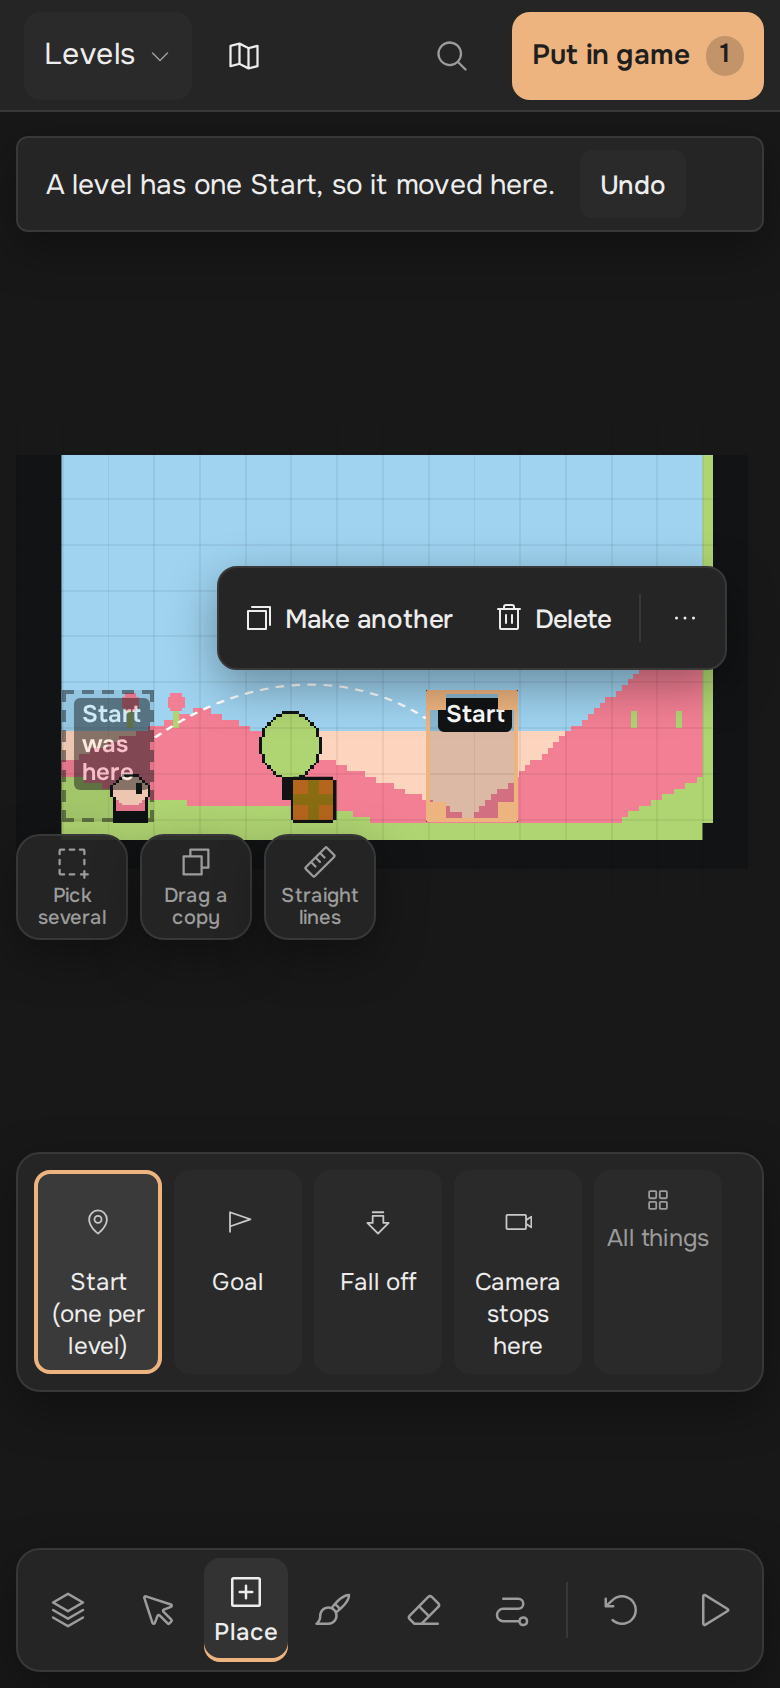 Levels
Put in game 1
A level has one Start, so it moved here. Undo
Make another Delete
Start
was
here
Start
Pick
several
Drag a
copy
Straight
lines
Start
(one per
level)
Goal
Fall off
Camera
stops
here
All things
Place